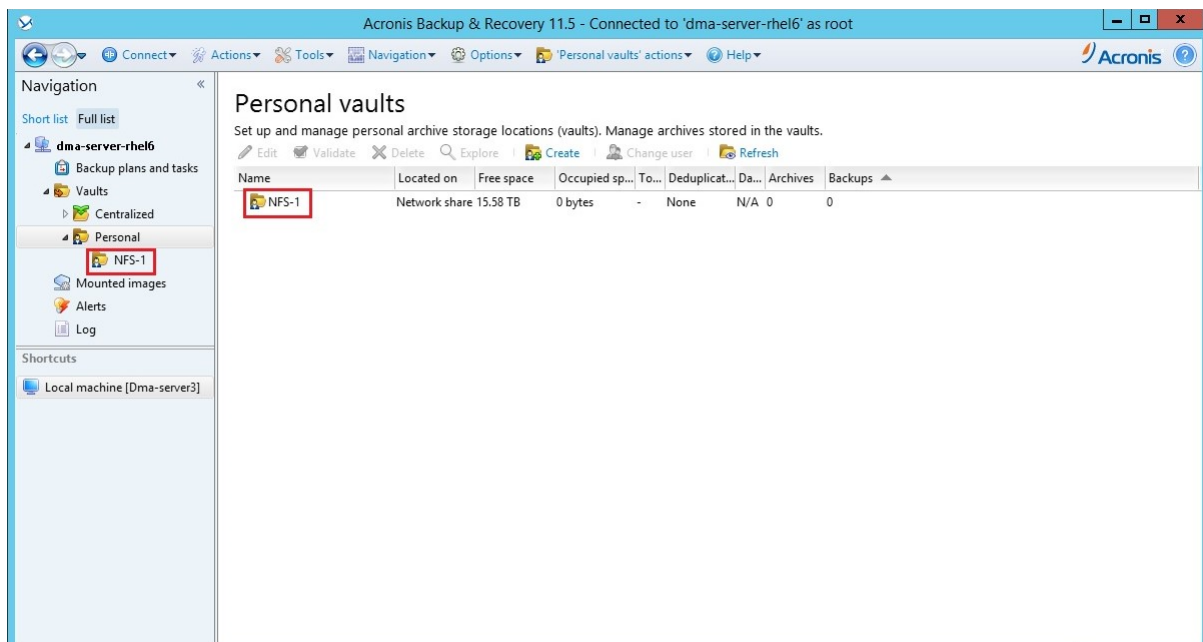 Acronis Backup & Recovery 11.5 - Connected to 'dma-server-rhel6' as root
Connect Actions Tools Navigation Options 'Personal vaults' actions Help Acronis
Navigation
Short list Full list
dma-server-rhel6
Backup plans and tasks
Vaults
Centralized
Personal
NFS-1
Mounted images
Alerts
Log
Shortcuts
Local machine [Dma-server3]
Personal vaults
Set up and manage personal archive storage locations (vaults). Manage archives stored in the vaults.
Edit Validate Delete Explore Create Change user Refresh
Name Located on Free space Occupied sp... To... Deduplicat... Da... Archives Backups
NFS-1 Network share 15.58 TB 0 bytes - None N/A 0 0